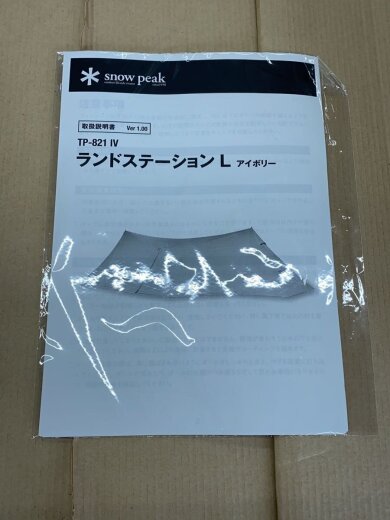 snow peak
取扱説明書 Ver 1.00
TP-821 IV
ランドステーション L アイボリー